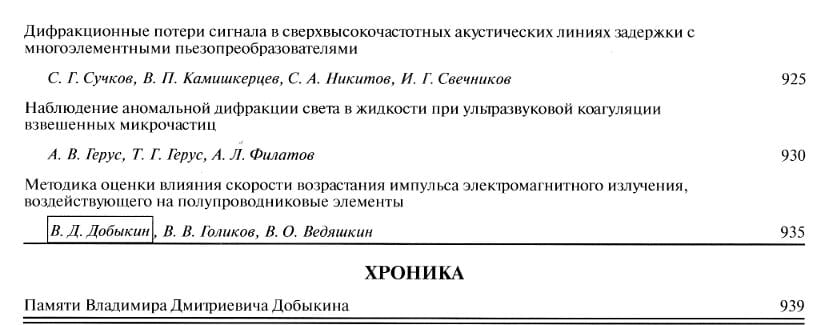 Дифракционные потери сигнала в сверхвысокочастотных акустических линиях задержки с
многоэлементными пьезопреобразователями
С. Г. Сучков, В. П. Камишкерцев, С. А. Никитов, И. Г. Свечников 925
Наблюдение аномальной дифракции света в жидкости при ультразвуковой коагуляции
взвешенных микрочастиц
А. В. Герус, Т. Г. Герус, А. Л. Филатов 930
Методика оценки влияния скорости возрастания импульса электромагнитного излучения,
воздействующего на полупроводниковые элементы
В. Д. Добыкин, В. В. Голиков, В. О. Ведяшкин 935
ХРОНИКА
Памяти Владимира Дмитриевича Добыкина 939